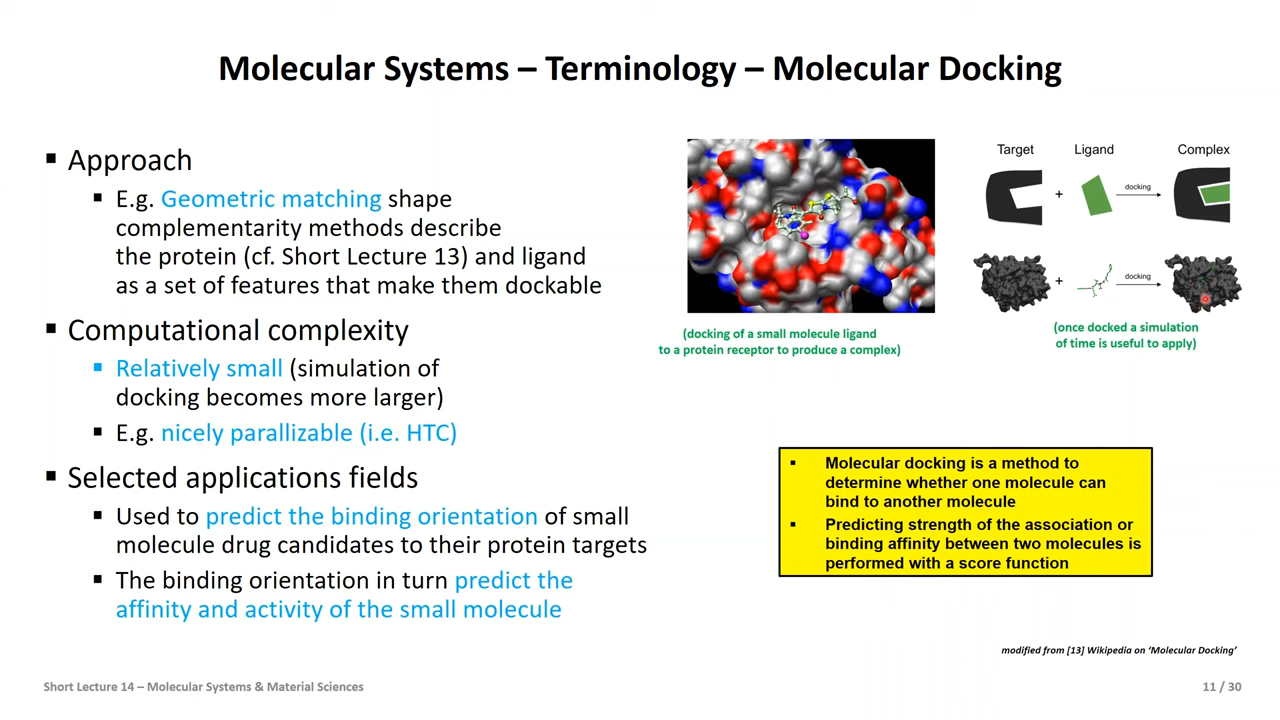 Molecular Systems – Terminology – Molecular Docking
▪ Approach
▪ E.g. Geometric matching shape
complementarity methods describe
the protein (cf. Short Lecture 13) and ligand
as a set of features that make them dockable
▪ Computational complexity
▪ Relatively small (simulation of
docking becomes more larger)
▪ E.g. nicely parallizable (i.e. HTC)
▪ Selected applications fields
▪ Used to predict the binding orientation of small
molecule drug candidates to their protein targets
▪ The binding orientation in turn predict the
affinity and activity of the small molecule
(docking of a small molecule ligand
to a protein receptor to produce a complex)
Target Ligand Complex
+ docking
+ docking
(once docked a simulation
of time is useful to apply)
▪ Molecular docking is a method to
determine whether one molecule can
bind to another molecule
▪ Predicting strength of the association or
binding affinity between two molecules is
performed with a score function
modified from [13] Wikipedia on ‘Molecular Docking’
Short Lecture 14 – Molecular Systems & Material Sciences
11 / 30